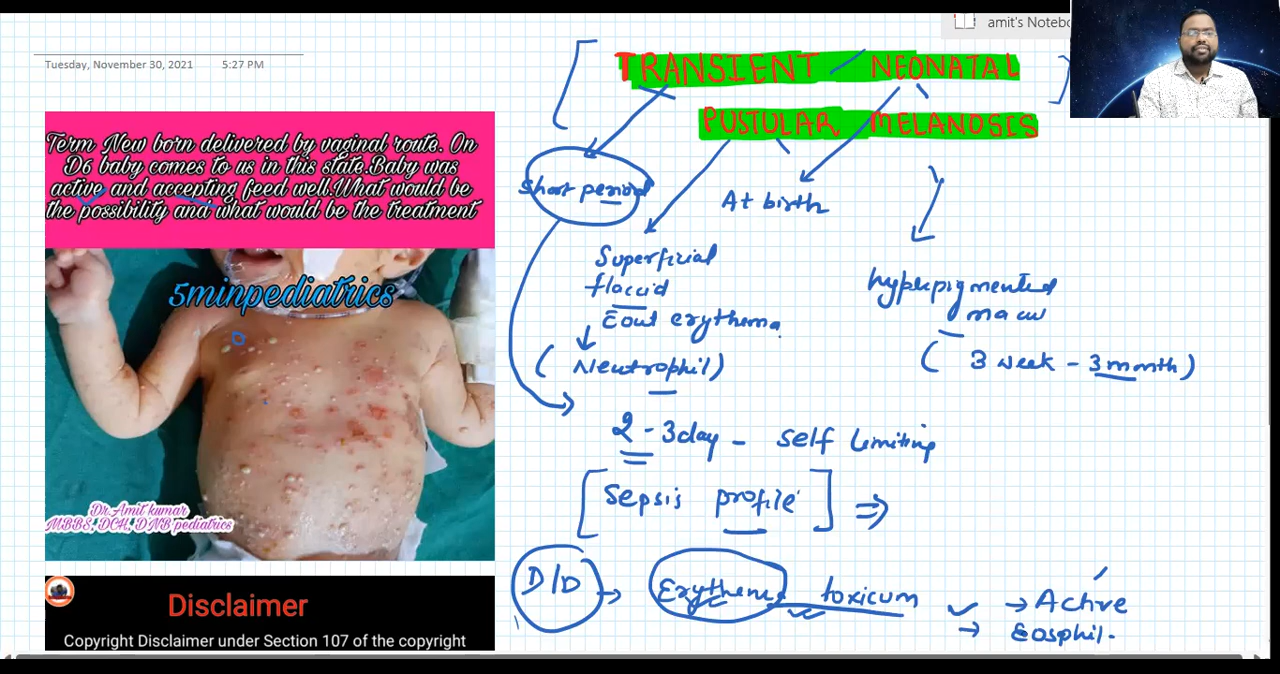 amit's Notebo
Tuesday, November 30, 2021 5:27 PM
TRANSIENT NEONATAL
PUSTULAR MELANOSIS
Term New born delivered by vaginal route. On
D6 baby comes to us in this state.Baby was
active and accepting feed well.What would be
the possibility and what would be the treatment
5minpediatrics
Dr.Amit kumar
MBBS, DCH, DNB pediatrics
Disclaimer
Copyright Disclaimer under Section 107 of the copyright
Short period
At birth
Superficial
flaccid
erythema
(Neutrophil)
hyperpigmented
( 3 week - 3 month )
2 - 3 day - self limiting
[Sepsis profile] ⇒
D/D → toxicum → Active
→